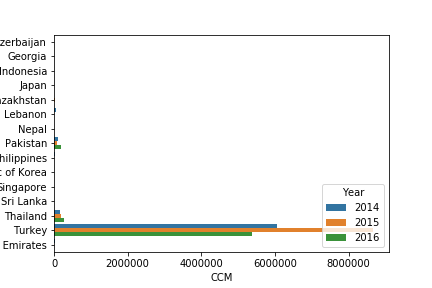 zerbaijan
Georgia
Indonesia
Japan
azakhstan
Lebanon
Nepal
Pakistan
hilippines
t of Korea
Singapore
Sri Lanka
Thailand
Turkey
Emirates
Year
2014
2015
2016
0 2000000 4000000 6000000 8000000
CCM